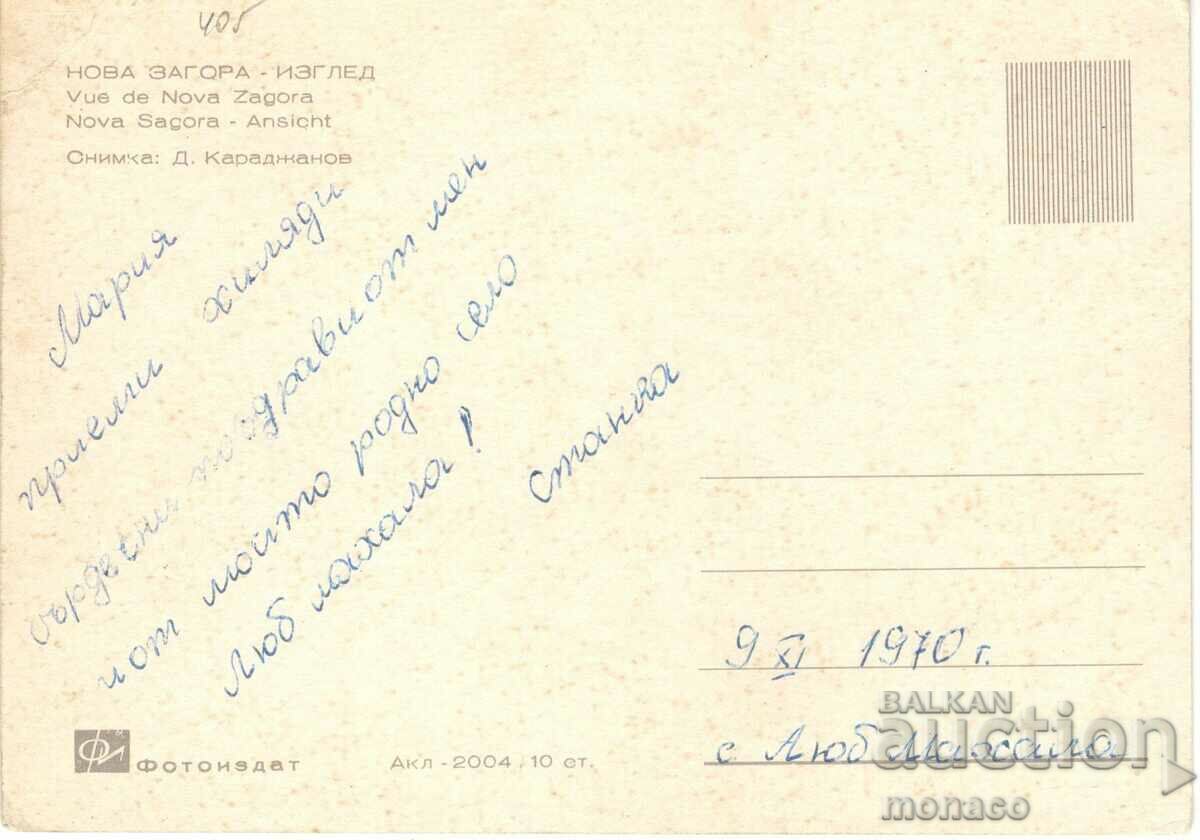 405
НОВА ЗАГОРА - ИЗГЛЕД
Vue de Nova Zagora
Nova Sagora - Ansicht
Снимка: Д. Караджанов
Мария
приеми хиляди
сърдечни поздрави от мен
и от моито родно село
Люб махала!
Станка
9 XI 1970 г.
с Люб Махала
ФОТОИЗДАТ
Акл - 2004, 10 ст.
BALKAN
auction
monaco